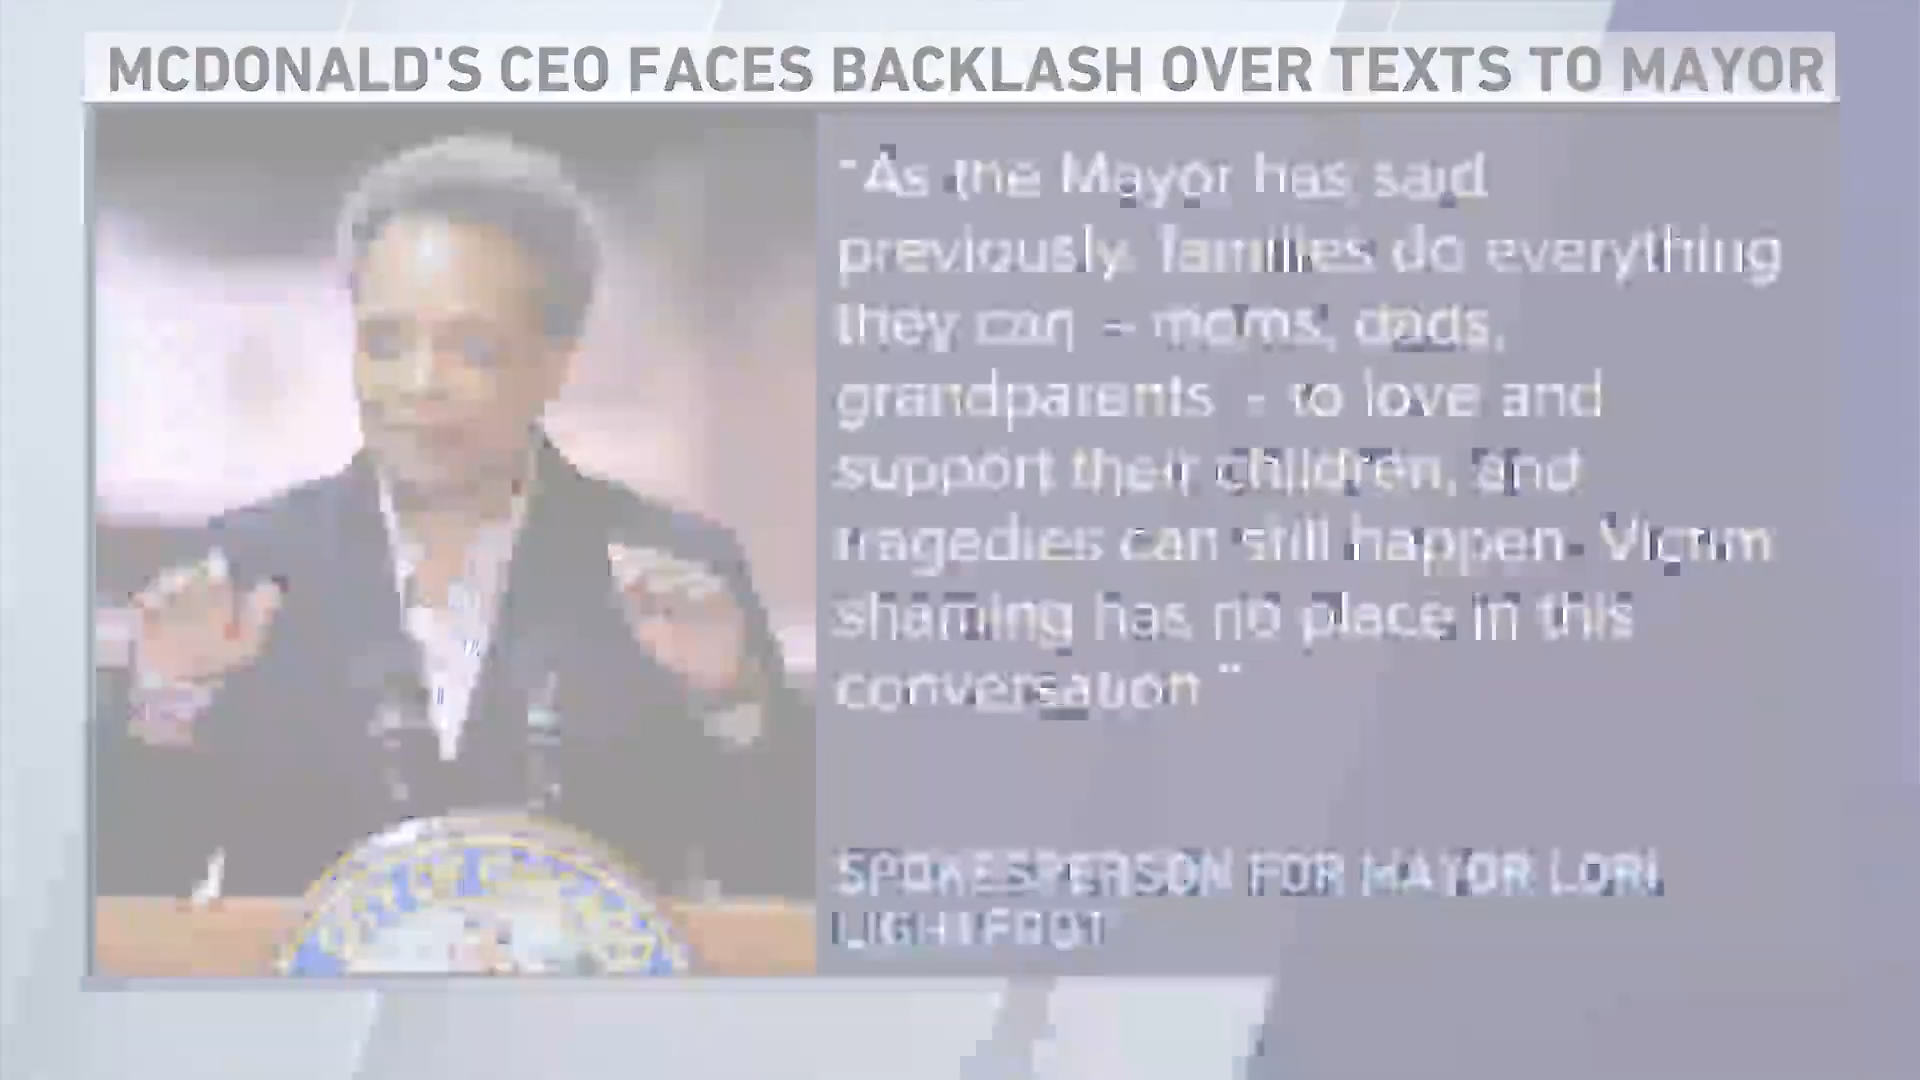 MCDONALD'S CEO FACES BACKLASH OVER TEXTS TO MAYOR
"As the Mayor has said
previously, families do everything
they can - moms, dads,
grandparents - to love and
support their children, and
tragedies can still happen. Victim
shaming has no place in this
conversation."
SPOKESPERSON FOR MAYOR LORI
LIGHTFOOT